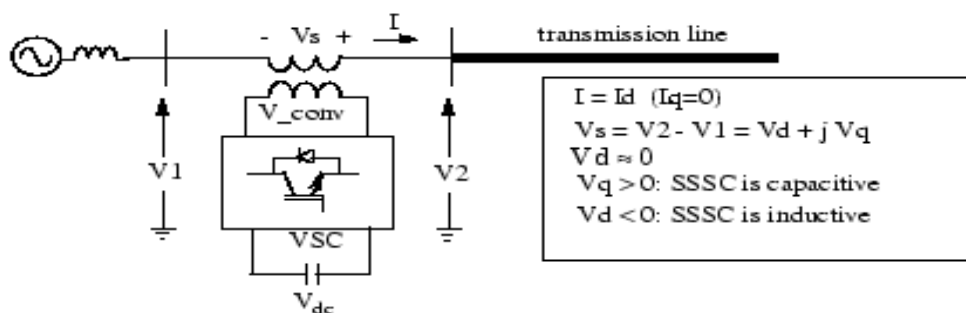 I
- Vs +
transmission line
V_conv
V1
V2
VSC
Vdc
I = Id (Iq=0)
Vs = V2 - V1 = Vd + j Vq
Vd ≈ 0
Vq > 0: SSSC is capacitive
Vd < 0: SSSC is inductive